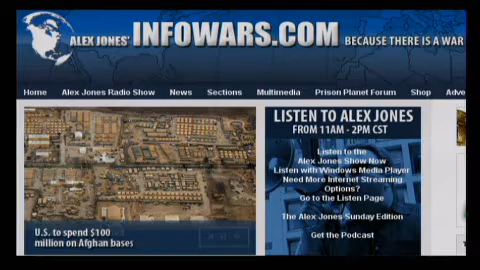 ALEX JONES' INFOWARS.COM BECAUSE THERE IS A WAR
Home Alex Jones Radio Show News Sections Multimedia Prison Planet Forum Shop Adve
LISTEN TO ALEX JONES
FROM 11AM - 2PM CST
Listen to the
Alex Jones Show Now
Listen with Windows Media Player
Need More Internet Streaming
Options?
Go to the Listen Page
The Alex Jones Sunday Edition
Get the Podcast
U.S. to spend $100
million on Afghan bases